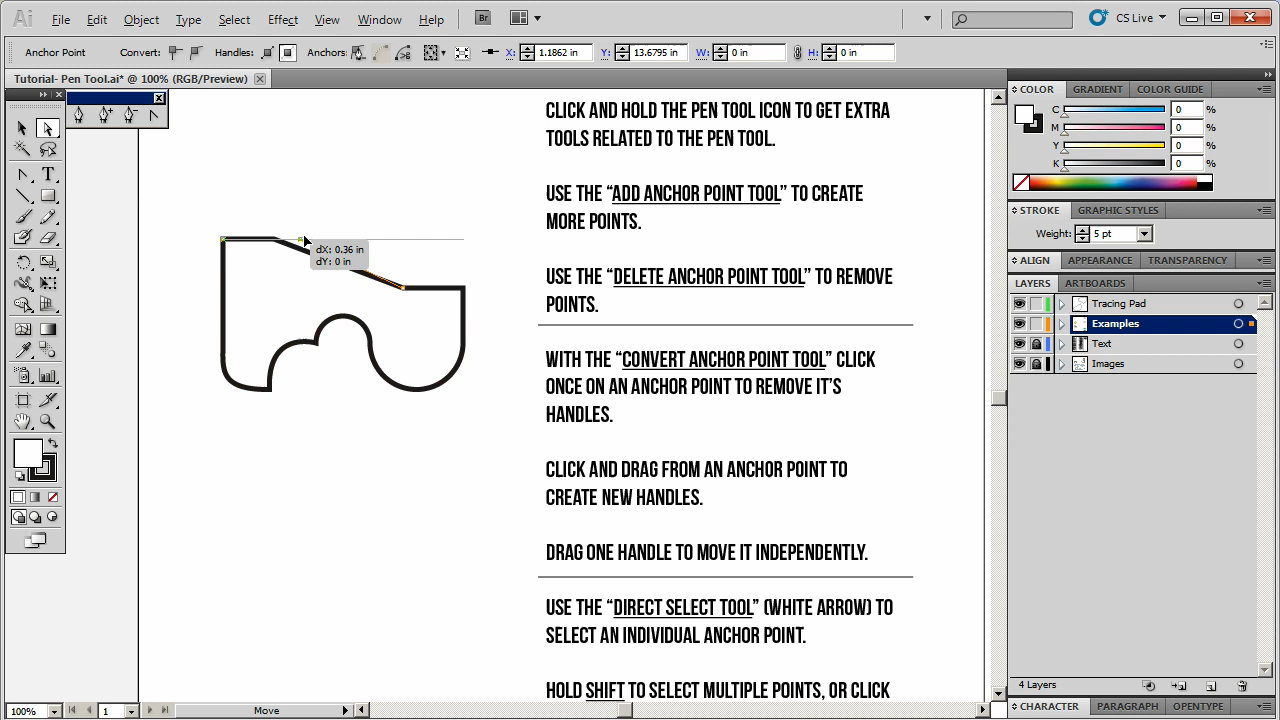 Ai File Edit Object Type Select Effect View Window Help Br CS Live
Anchor Point Convert: Handles: Anchors: X: 1.1862 in Y: 13.6795 in W: 0 in H: 0 in
Tutorial- Pen Tool.ai* @ 100% (RGB/Preview)
CLICK AND HOLD THE PEN TOOL ICON TO GET EXTRA
TOOLS RELATED TO THE PEN TOOL.
USE THE “ADD ANCHOR POINT TOOL” TO CREATE
MORE POINTS.
USE THE “DELETE ANCHOR POINT TOOL” TO REMOVE
POINTS.
WITH THE “CONVERT ANCHOR POINT TOOL” CLICK
ONCE ON AN ANCHOR POINT TO REMOVE IT’S
HANDLES.
CLICK AND DRAG FROM AN ANCHOR POINT TO
CREATE NEW HANDLES.
DRAG ONE HANDLE TO MOVE IT INDEPENDENTLY.
USE THE “DIRECT SELECT TOOL” (WHITE ARROW) TO
SELECT AN INDIVIDUAL ANCHOR POINT.
HOLD SHIFT TO SELECT MULTIPLE POINTS, OR CLICK
dX: 0.36 in
dY: 0 in
COLOR GRADIENT COLOR GUIDE
C 0 %
M 0 %
Y 0 %
K 0 %
STROKE GRAPHIC STYLES
Weight: 5 pt
ALIGN APPEARANCE TRANSPARENCY
LAYERS ARTBOARDS
Tracing Pad
Examples
Text
Images
4 Layers
CHARACTER PARAGRAPH OPENTYPE
100% 1 Move